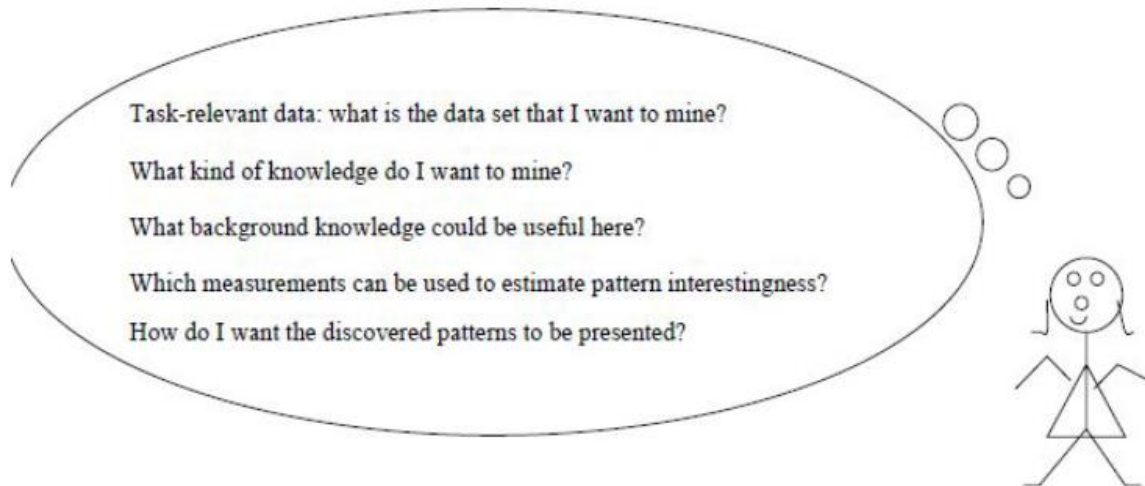 Task-relevant data: what is the data set that I want to mine?
What kind of knowledge do I want to mine?
What background knowledge could be useful here?
Which measurements can be used to estimate pattern interestingness?
How do I want the discovered patterns to be presented?